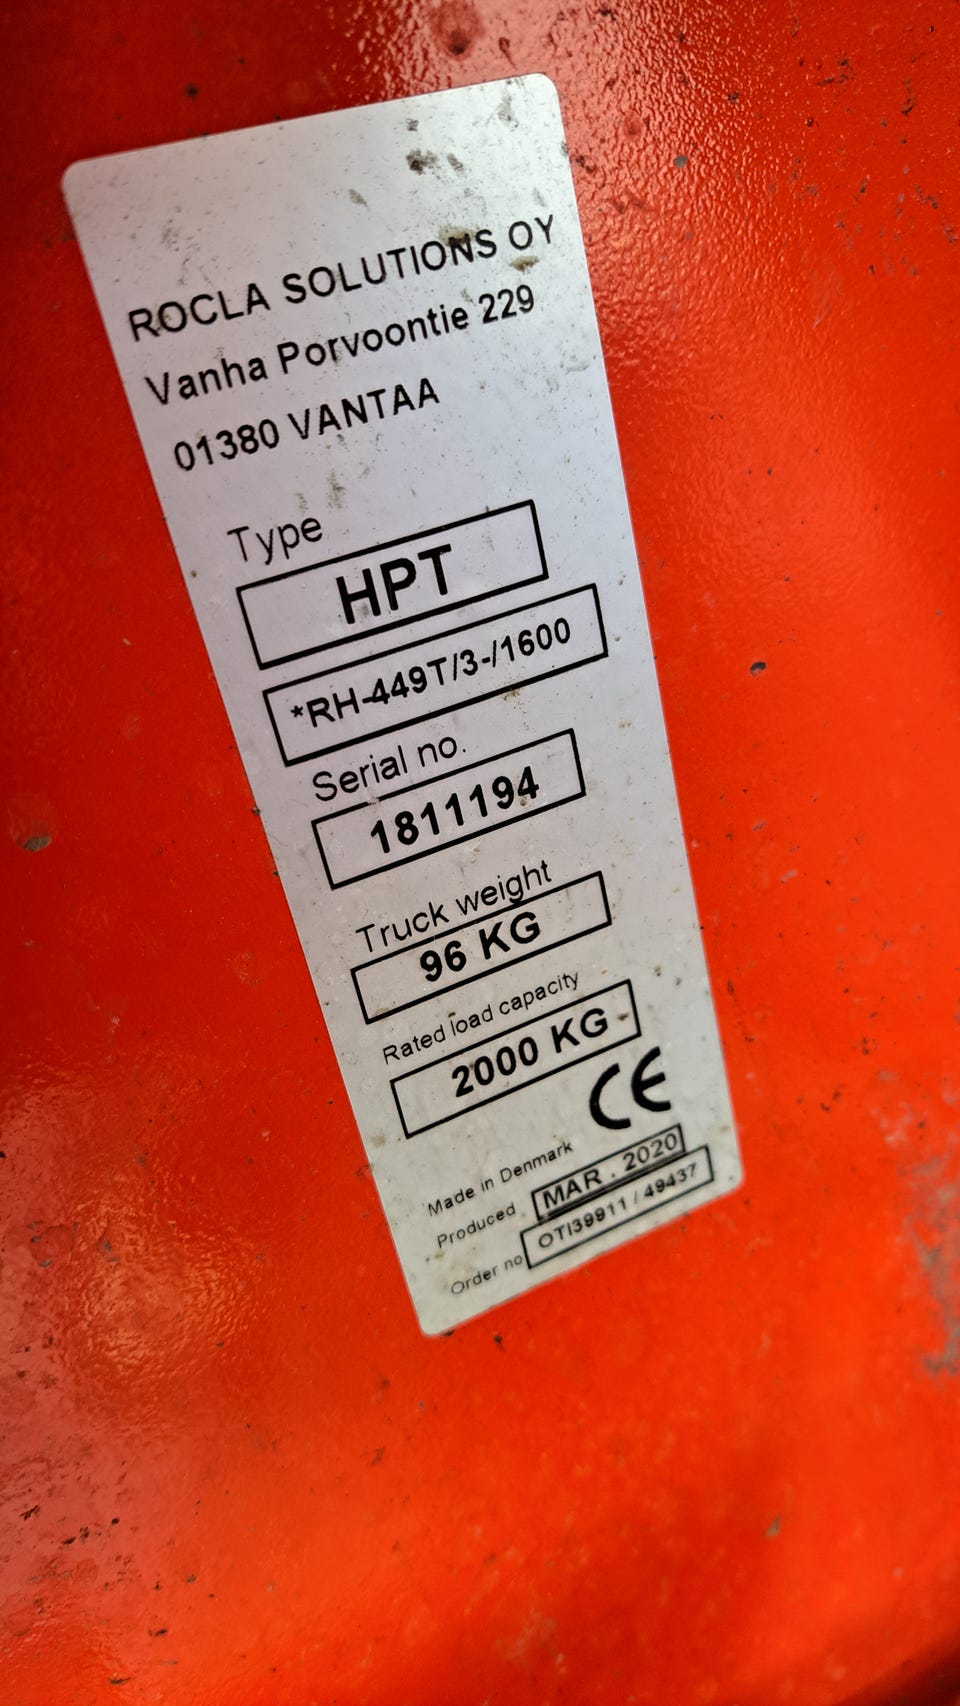 ROCLA SOLUTIONS OY
Vanha Porvoontie 229
01380 VANTAA
Type
HPT
*RH-449T/3-/1600
Serial no.
1811194
Truck weight
96 KG
Rated load capacity
2000 KG
CE
Made in Denmark
Produced MAR . 2020
Order no OTI39911 / 49437